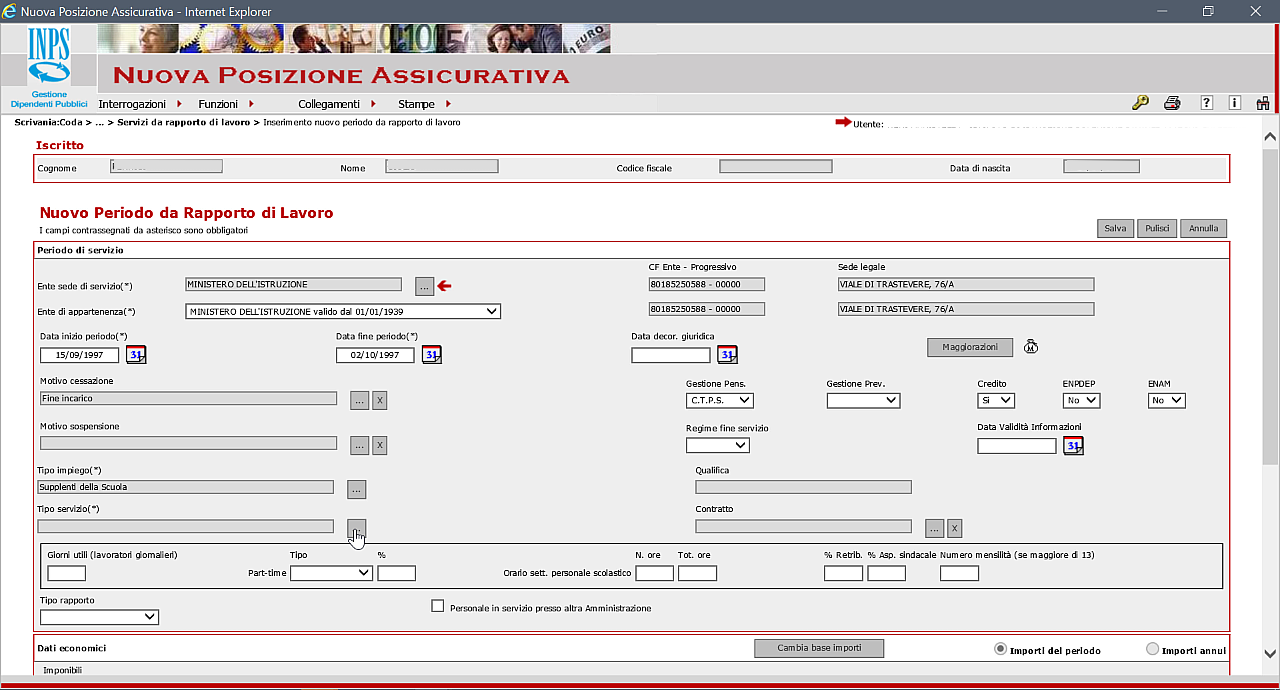 Nuova Posizione Assicurativa - Internet Explorer
INPS
Gestione
Dipendenti Pubblici
NUOVA POSIZIONE ASSICURATIVA
Interrogazioni Funzioni Collegamenti Stampe
Scrivania:Coda > ... > Servizi da rapporto di lavoro > Inserimento nuovo periodo da rapporto di lavoro
Utente:
Iscritto
Cognome Nome Codice fiscale Data di nascita
Nuovo Periodo da Rapporto di Lavoro
I campi contrassegnati da asterisco sono obbligatori
Salva Pulisci Annulla
Periodo di servizio
CF Ente - Progressivo Sede legale
Ente sede di servizio(*) MINISTERO DELL'ISTRUZIONE ... 80185250588 - 00000 VIALE DI TRASTEVERE, 76/A
Ente di appartenenza(*) MINISTERO DELL'ISTRUZIONE valido dal 01/01/1939 80185250588 - 00000 VIALE DI TRASTEVERE, 76/A
Data inizio periodo(*) Data fine periodo(*) Data decor. giuridica
15/09/1997 31 02/10/1997 31 31 Maggiorazioni M
Motivo cessazione Gestione Pens. Gestione Prev. Credito ENPDEP ENAM
Fine incarico ... X C.T.P.S. Si No No
Motivo sospensione Regime fine servizio Data Validità Informazioni
... X 31
Tipo impiego(*) Qualifica
Supplenti della Scuola ...
Tipo servizio(*) Contratto
... ... X
Giorni utili (lavoratori giornalieri) Tipo % N. ore Tot. ore % Retrib. % Asp. sindacale Numero mensilità (se maggiore di 13)
Part-time Orario sett. personale scolastico
Tipo rapporto
Personale in servizio presso altra Amministrazione
Dati economici Cambia base importi Importi del periodo Importi annui
Imponibili